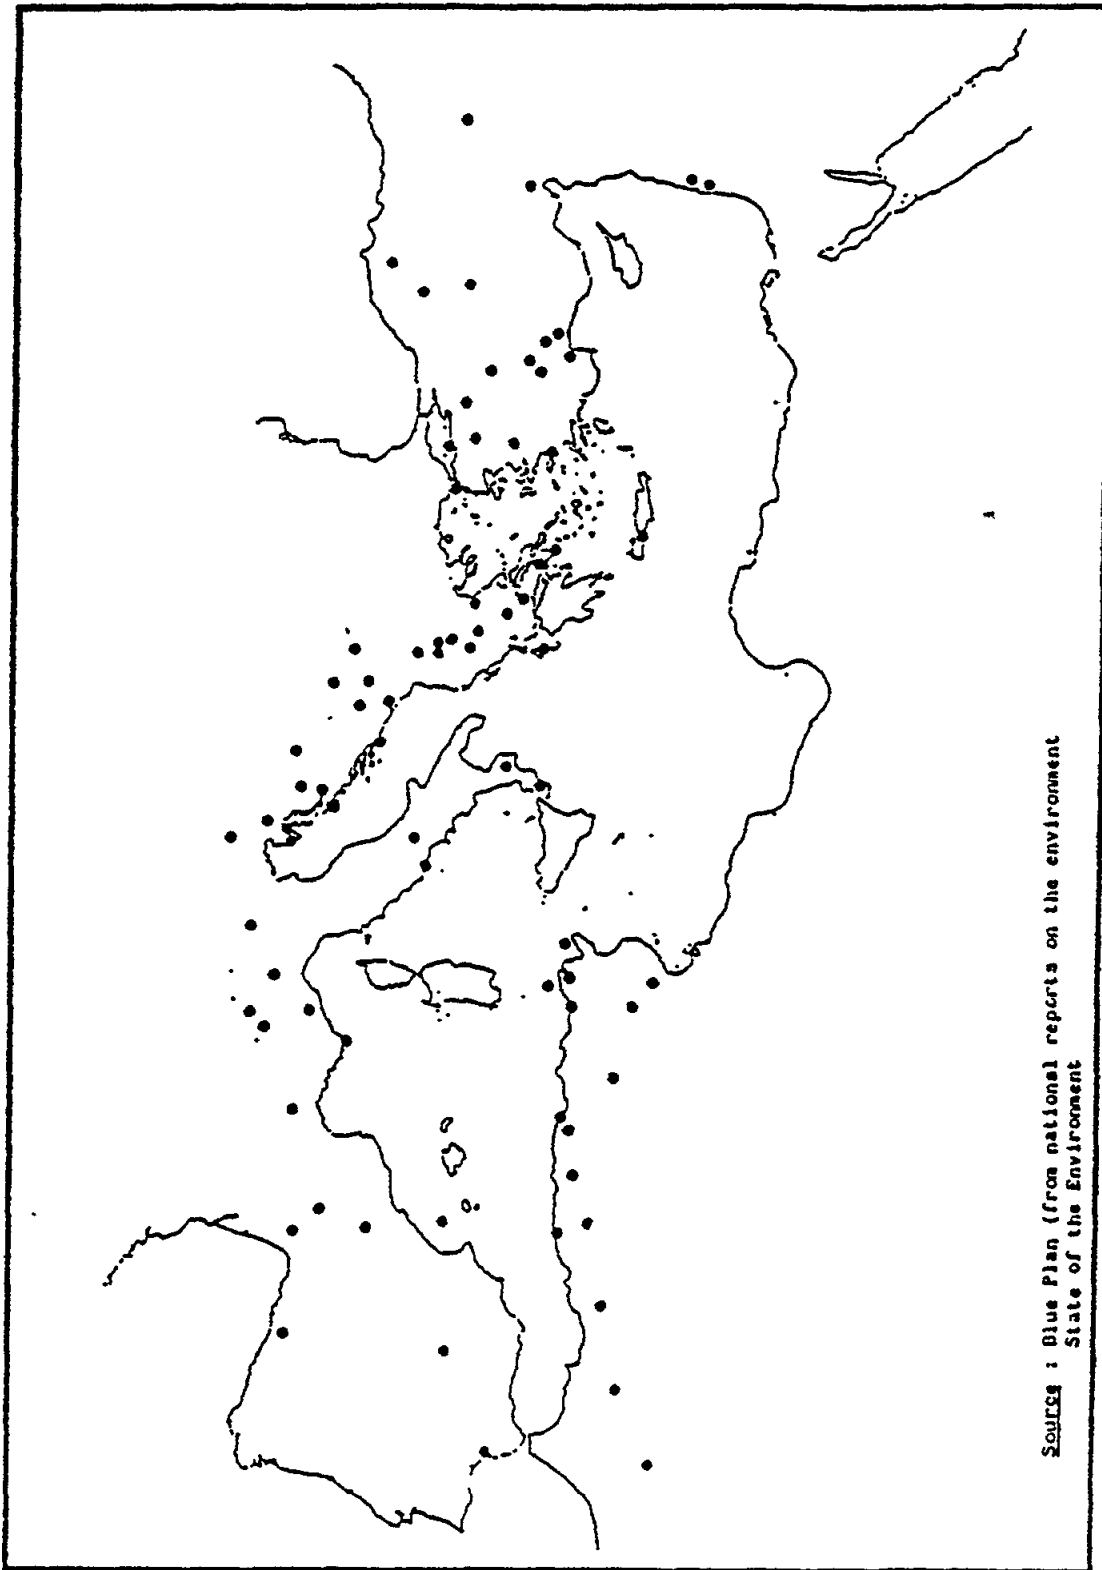 Source : Blue Plan (from national reports on the environment
State of the Environment